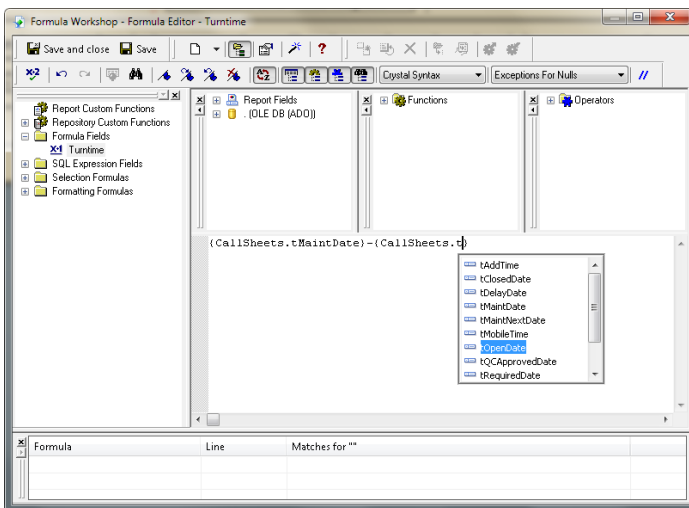 Formula Workshop - Formula Editor - Turntime
Save and close Save
Crystal Syntax Exceptions For Nulls //
Report Custom Functions
Repository Custom Functions
Formula Fields
Turntime
SQL Expression Fields
Selection Formulas
Formatting Formulas
Report Fields
. (OLE DB (ADO))
Functions
Operators
{CallSheets.tMaintDate}-{CallSheets.t}
tAddTime
tClosedDate
tDelayDate
tMaintDate
tMaintNextDate
tMobileTime
tOpenDate
tQCApprovedDate
tRequiredDate
Formula Line Matches for ""